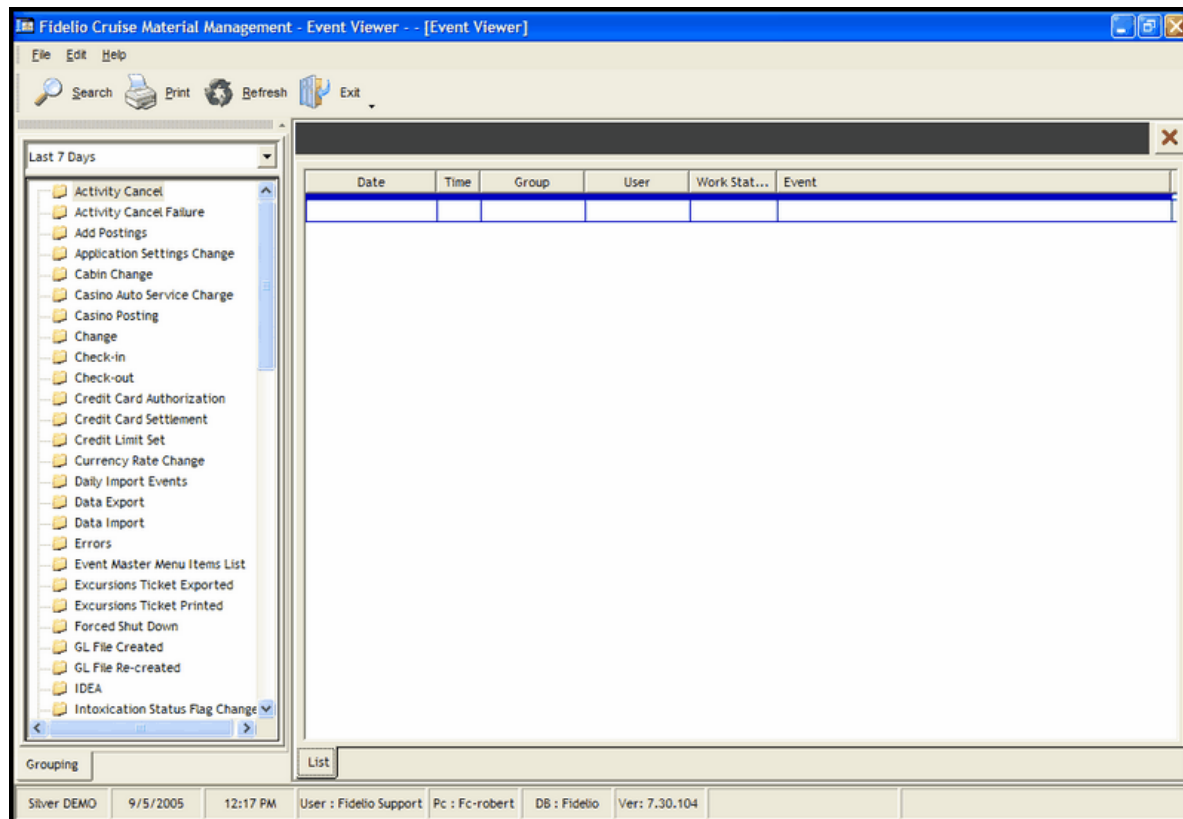 Fidelio Cruise Material Management - Event Viewer - - [Event Viewer]
File Edit Help
Search Print Refresh Exit
Last 7 Days
Date Time Group User Work Stat... Event
Activity Cancel
Activity Cancel Failure
Add Postings
Application Settings Change
Cabin Change
Casino Auto Service Charge
Casino Posting
Change
Check-in
Check-out
Credit Card Authorization
Credit Card Settlement
Credit Limit Set
Currency Rate Change
Daily Import Events
Data Export
Data Import
Errors
Event Master Menu Items List
Excursions Ticket Exported
Excursions Ticket Printed
Forced Shut Down
GL File Created
GL File Re-created
IDEA
Intoxication Status Flag Change
Grouping
List
Silver DEMO 9/5/2005 12:17 PM User : Fidelio Support Pc : Fc-robert DB : Fidelio Ver: 7.30.104